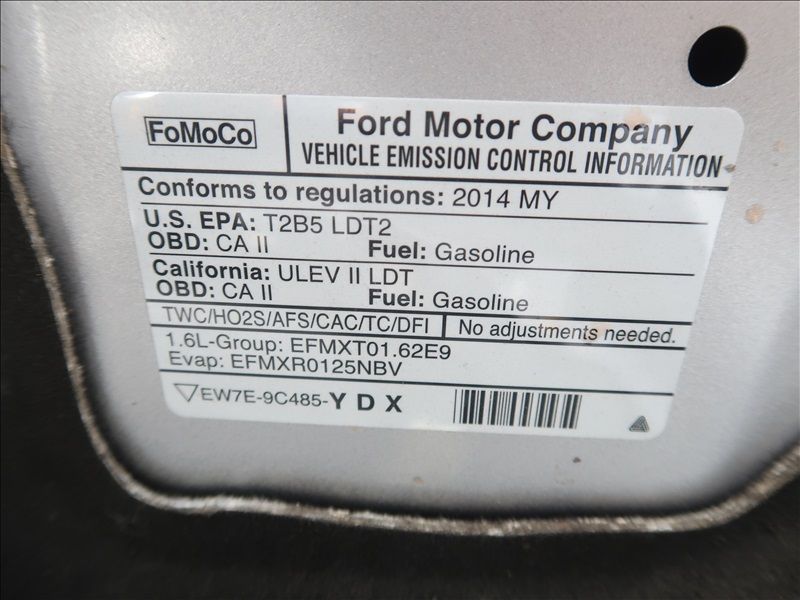 FoMoCo
Ford Motor Company
VEHICLE EMISSION CONTROL INFORMATION
Conforms to regulations: 2014 MY
U.S. EPA: T2B5 LDT2
OBD: CA II Fuel: Gasoline
California: ULEV II LDT
OBD: CA II Fuel: Gasoline
TWC/HO2S/AFS/CAC/TC/DFI No adjustments needed.
1.6L-Group: EFMXT01.62E9
Evap: EFMXR0125NBV
EW7E-9C485-Y D X